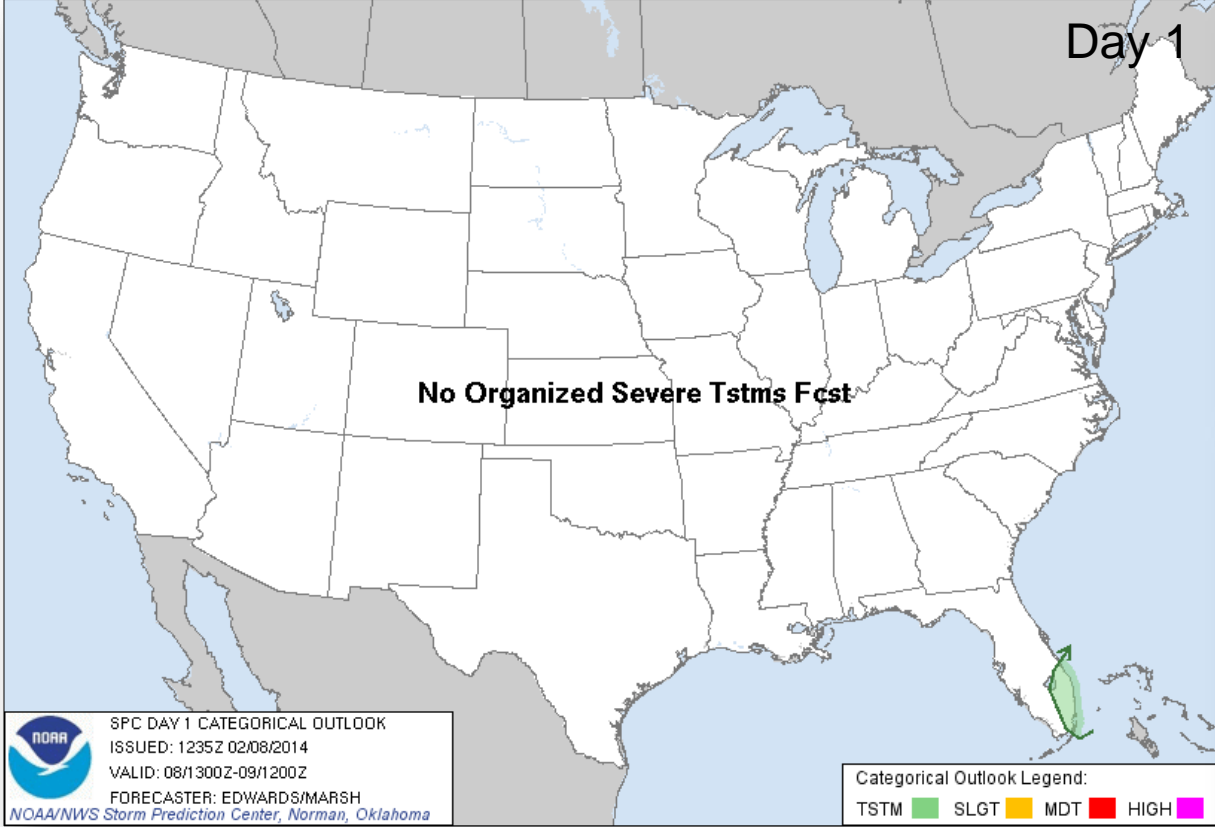 Day 1
No Organized Severe Tstms Fcst
NOAA
SPC DAY 1 CATEGORICAL OUTLOOK
ISSUED: 1235Z 02/08/2014
VALID: 08/1300Z-09/1200Z
FORECASTER: EDWARDS/MARSH
NOAA/NWS Storm Prediction Center, Norman, Oklahoma
Categorical Outlook Legend:
TSTM SLGT MDT HIGH